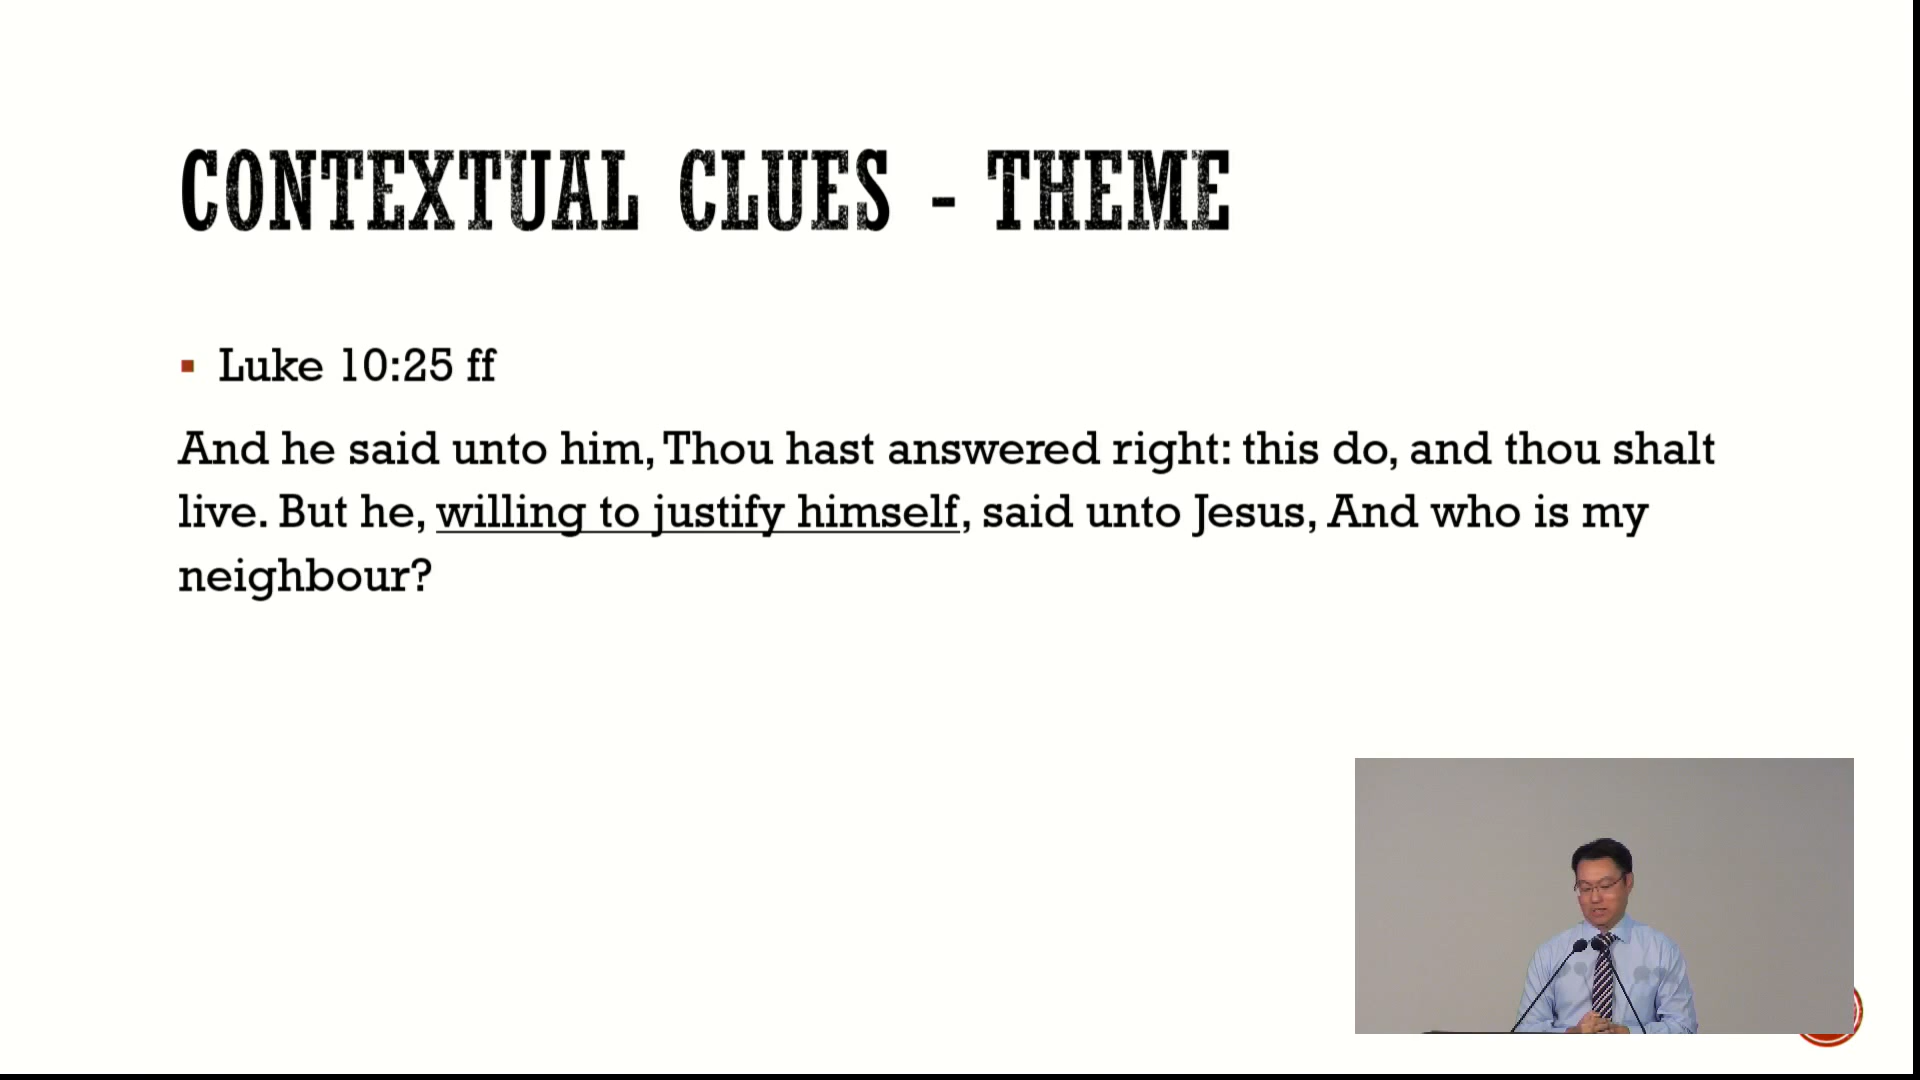 CONTEXTUAL CLUES - THEME
Luke 10:25 ff
And he said unto him, Thou hast answered right: this do, and thou shalt
live. But he, willing to justify himself, said unto Jesus, And who is my
neighbour?